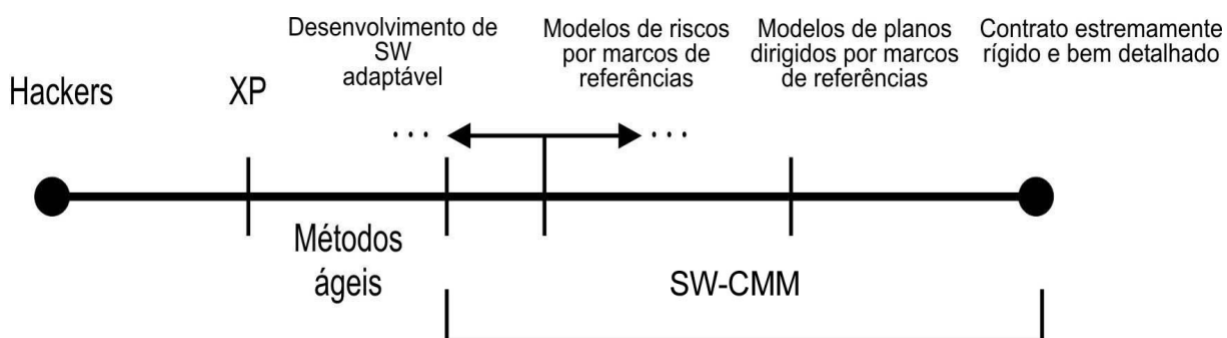 Desenvolvimento de
SW
adaptável
Modelos de riscos
por marcos de
referências
Modelos de planos
dirigidos por marcos
de referências
Contrato estremamente
rígido e bem detalhado
Hackers
XP
. . .
. . .
Métodos
ágeis
SW-CMM